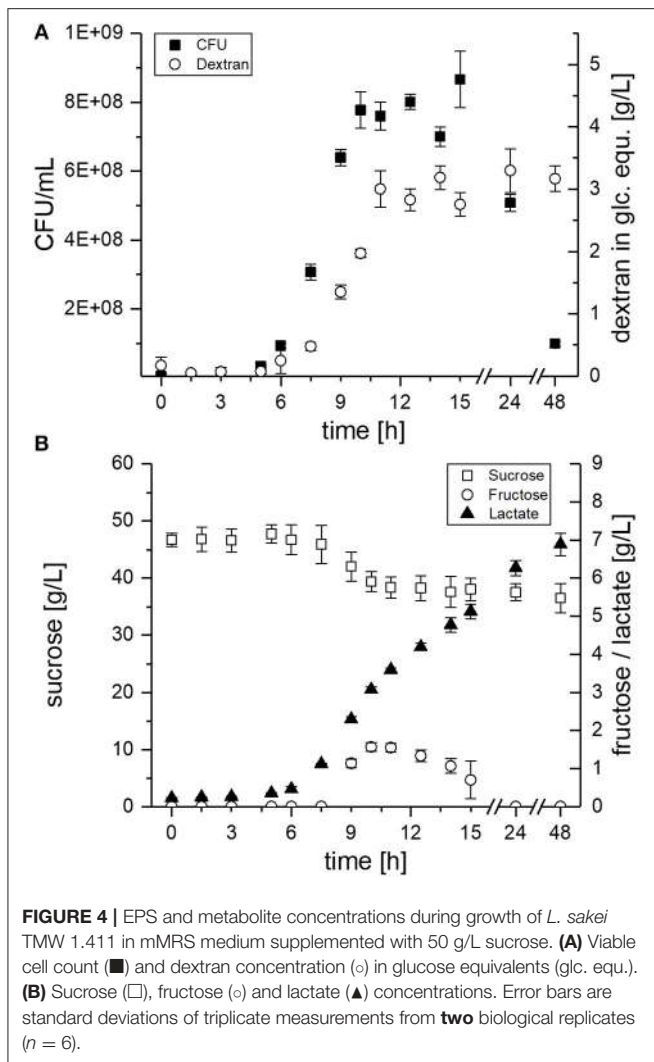 A
1E+09
8E+08
6E+08
4E+08
2E+08
CFU/mL
CFU
Dextran
5
4
3
2
1
0
dextran in glc. equ. [g/L]
0 3 6 9 12 15 24 48
time [h]
B
60
50
40
30
20
10
0
sucrose [g/L]
Sucrose
Fructose
Lactate
9
8
7
6
5
4
3
2
1
0
fructose / lactate [g/L]
0 3 6 9 12 15 24 48
time [h]
FIGURE 4 | EPS and metabolite concentrations during growth of L. sakei
TMW 1.411 in mMRS medium supplemented with 50 g/L sucrose. (A) Viable
cell count (■) and dextran concentration (○) in glucose equivalents (glc. equ.).
(B) Sucrose (□), fructose (○) and lactate (▲) concentrations. Error bars are
standard deviations of triplicate measurements from two biological replicates
(n = 6).